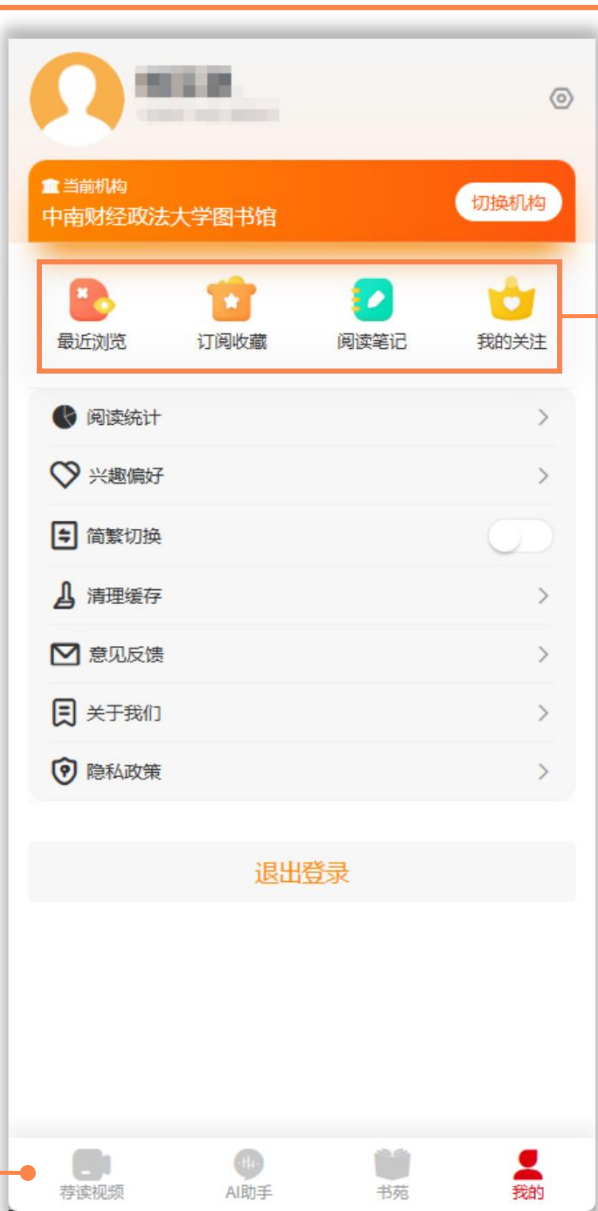 当前机构
中南财经政法大学图书馆
切换机构
最近浏览 订阅收藏 阅读笔记 我的关注
阅读统计
兴趣偏好
简繁切换
清理缓存
意见反馈
关于我们
隐私政策
退出登录
荐读视频 AI助手 书苑 我的